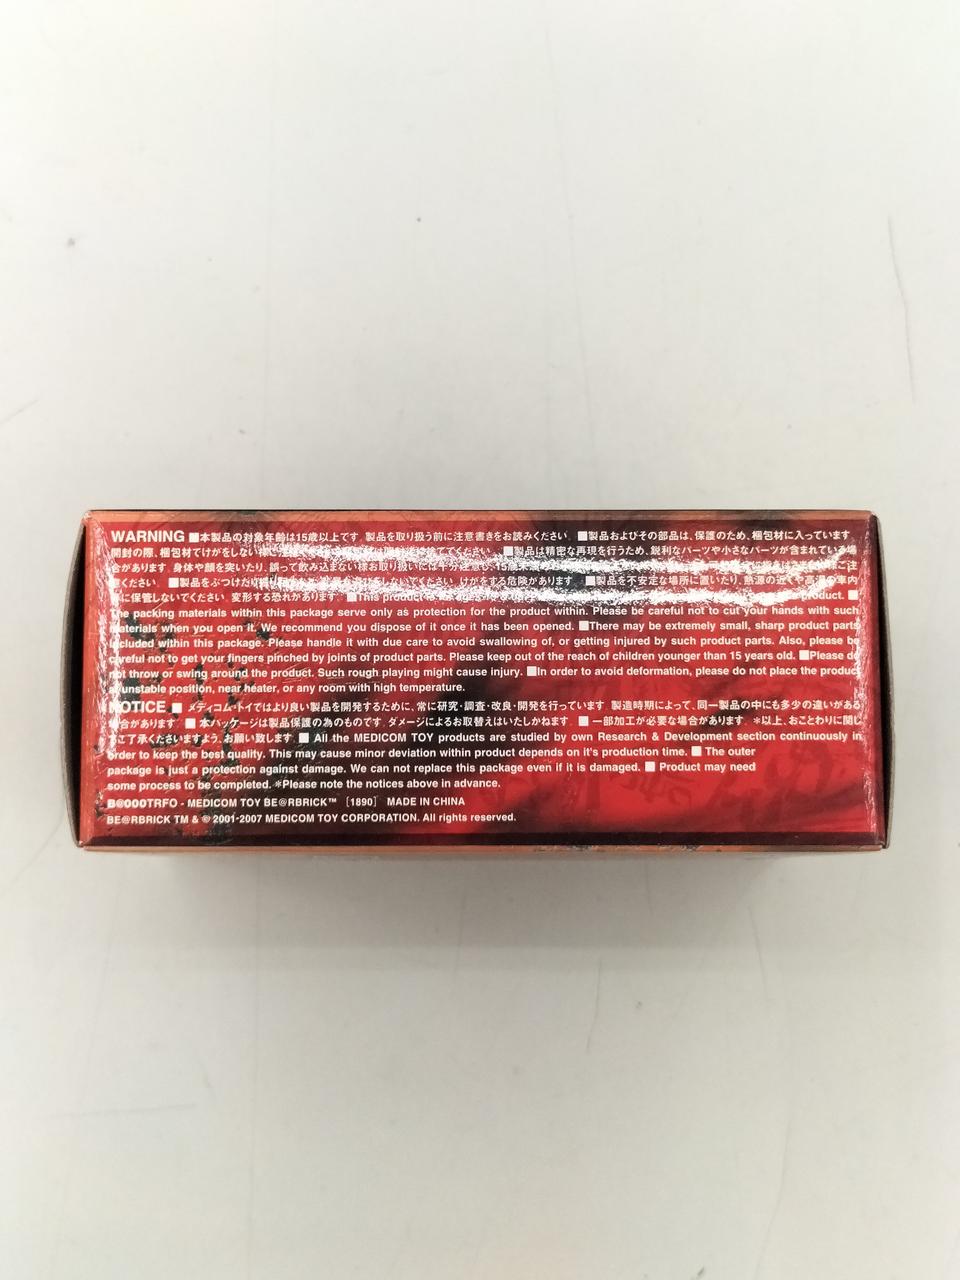 WARNING ■本製品の対象年齢は15歳以上です。製品を取り扱う前に注意書きをお読みください。 ■製品およびその部品は、保護のため、梱包材に入っています
開封の際、梱包材でけがをしない様に ててください。 ■製品は精密な再現を行うため、鋭利なパーツや小さなパーツが含まれている場
合があります。身体や顔を突いたり、誤って飲み込まない様お取り扱いには十分注意し、15歳未満
ください。 ■製品をぶつけたり しないでください。けがをする危険があります。 ■製品を不安定な場所に置いたり、熱源の近くや高温の車内
に保管しないでください。変形する恐れがあります。 ■This product is product. ■
The packing materials within this package serve only as protection for the product within. Please be careful not to cut your hands with such
materials when you open it. We recommend you dispose of it once it has been opened. ■There may be extremely small, sharp product parts
included within this package. Please handle it with due care to avoid swallowing of, or getting injured by such product parts. Also, please be
careful not to get your fingers pinched by joints of product parts. Please keep out of the reach of children younger than 15 years old. ■Please do
not throw or swing around the product. Such rough playing might cause injury. ■In order to avoid deformation, please do not place the product
unstable position, near heater, or any room with high temperature.
NOTICE ■ メディコム・トイではより良い製品を開発するために、常に研究・調査・改良・開発を行っています。製造時期によって、同一製品の中にも多少の違いがある
場合があります。 ■ 本パッケージは製品保護の為のものです。ダメージによるお取替えはいたしかねます。 ■ 一部加工が必要な場合があります。 *以上、おことわりに関し
ご了承くださいますよう、お願い致します。■ All the MEDICOM TOY products are studied by own Research & Development section continuously in
order to keep the best quality. This may cause minor deviation within product depends on it's production time. ■ The outer
package is just a protection against damage. We can not replace this package even if it is damaged. ■ Product may need
some process to be completed. *Please note the notices above in advance.
B@000TRFO - MEDICOM TOY BE@RBRICK™ [1890] MADE IN CHINA
BE@RBRICK TM & © 2001-2007 MEDICOM TOY CORPORATION. All rights reserved.